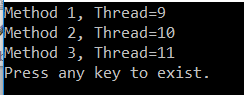 Method 1, Thread=9
Method 2, Thread=10
Method 3, Thread=11
Press any key to exist.